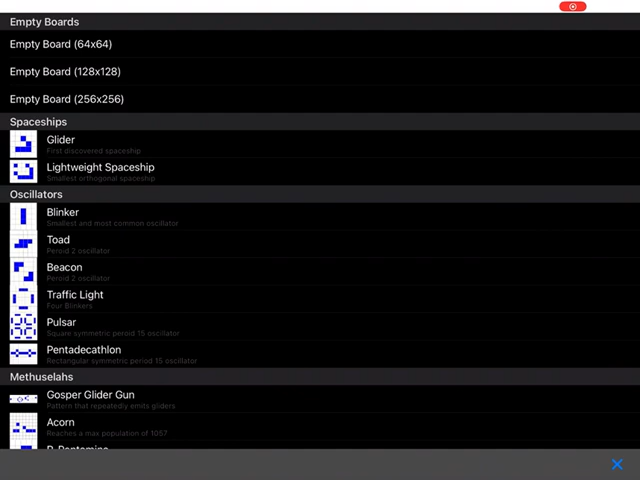 Empty Boards
Empty Board (64x64)
Empty Board (128x128)
Empty Board (256x256)
Spaceships
Glider
First discovered spaceship
Lightweight Spaceship
Smallest orthogonal spaceship
Oscillators
Blinker
Smallest and most common oscillator
Toad
Peroid 2 oscillator
Beacon
Peroid 2 oscillator
Traffic Light
Four Blinkers
Pulsar
Square symmetric peroid 15 oscillator
Pentadecathlon
Rectangular symmetric period 15 oscillator
Methuselahs
Gosper Glider Gun
Pattern that repeatedly emits gliders
Acorn
Reaches a max population of 1057